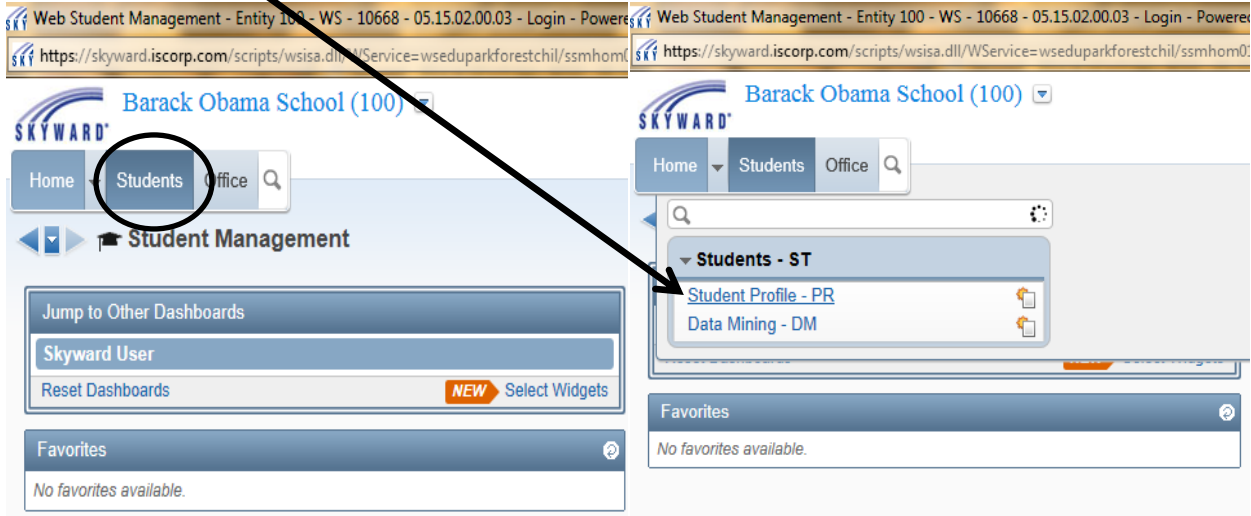 Web Student Management - Entity 100 - WS - 10668 - 05.15.02.00.03 - Login - Powere
https://skyward.iscorp.com/scripts/wsisa.dll/WService=wseduparkforestchil/ssmhom
Barack Obama School (100)
SKYWARD
Home
Students
Office
Student Management
Jump to Other Dashboards
Skyward User
Reset Dashboards
NEW
Select Widgets
Favorites
No favorites available.
Web Student Management - Entity 100 - WS - 10668 - 05.15.02.00.03 - Login - Powered
https://skyward.iscorp.com/scripts/wsisa.dll/WService=wseduparkforestchil/ssmhom0
Barack Obama School (100)
SKYWARD
Home
Students
Office
Students - ST
Student Profile - PR
Data Mining - DM
Favorites
No favorites available.